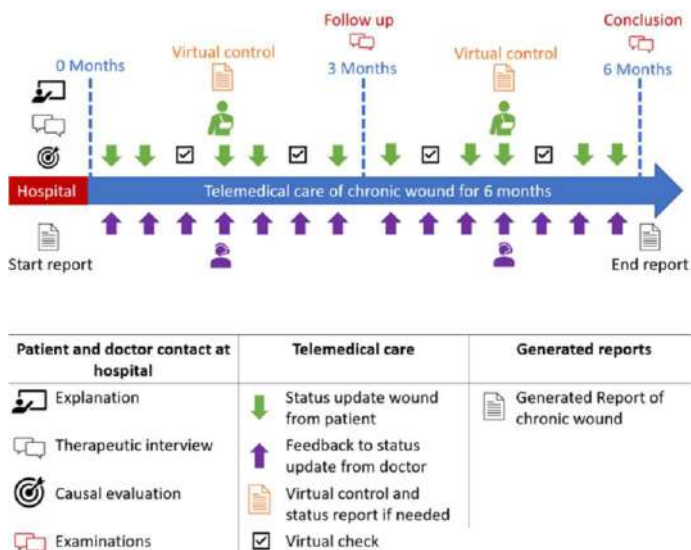 Follow up
Conclusion
0 Months
Virtual control
3 Months
Virtual control
6 Months
Hospital
Telemedical care of chronic wound for 6 months
Start report
End report
Patient and doctor contact at
hospital
Telemedical care
Generated reports
Explanation
Status update wound
from patient
Generated Report of
chronic wound
Therapeutic interview
Feedback to status
update from doctor
Causal evaluation
Virtual control and
status report if needed
Examinations
Virtual check